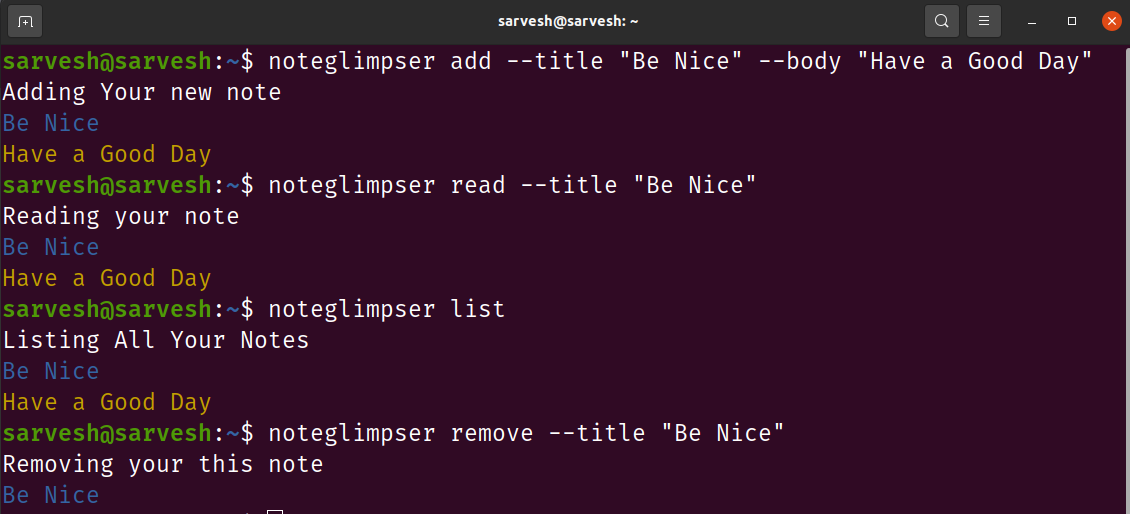 sarvesh@sarvesh: ~
sarvesh@sarvesh:~$ noteglimpser add --title "Be Nice" --body "Have a Good Day"
Adding Your new note
Be Nice
Have a Good Day
sarvesh@sarvesh:~$ noteglimpser read --title "Be Nice"
Reading your note
Be Nice
Have a Good Day
sarvesh@sarvesh:~$ noteglimpser list
Listing All Your Notes
Be Nice
Have a Good Day
sarvesh@sarvesh:~$ noteglimpser remove --title "Be Nice"
Removing your this note
Be Nice